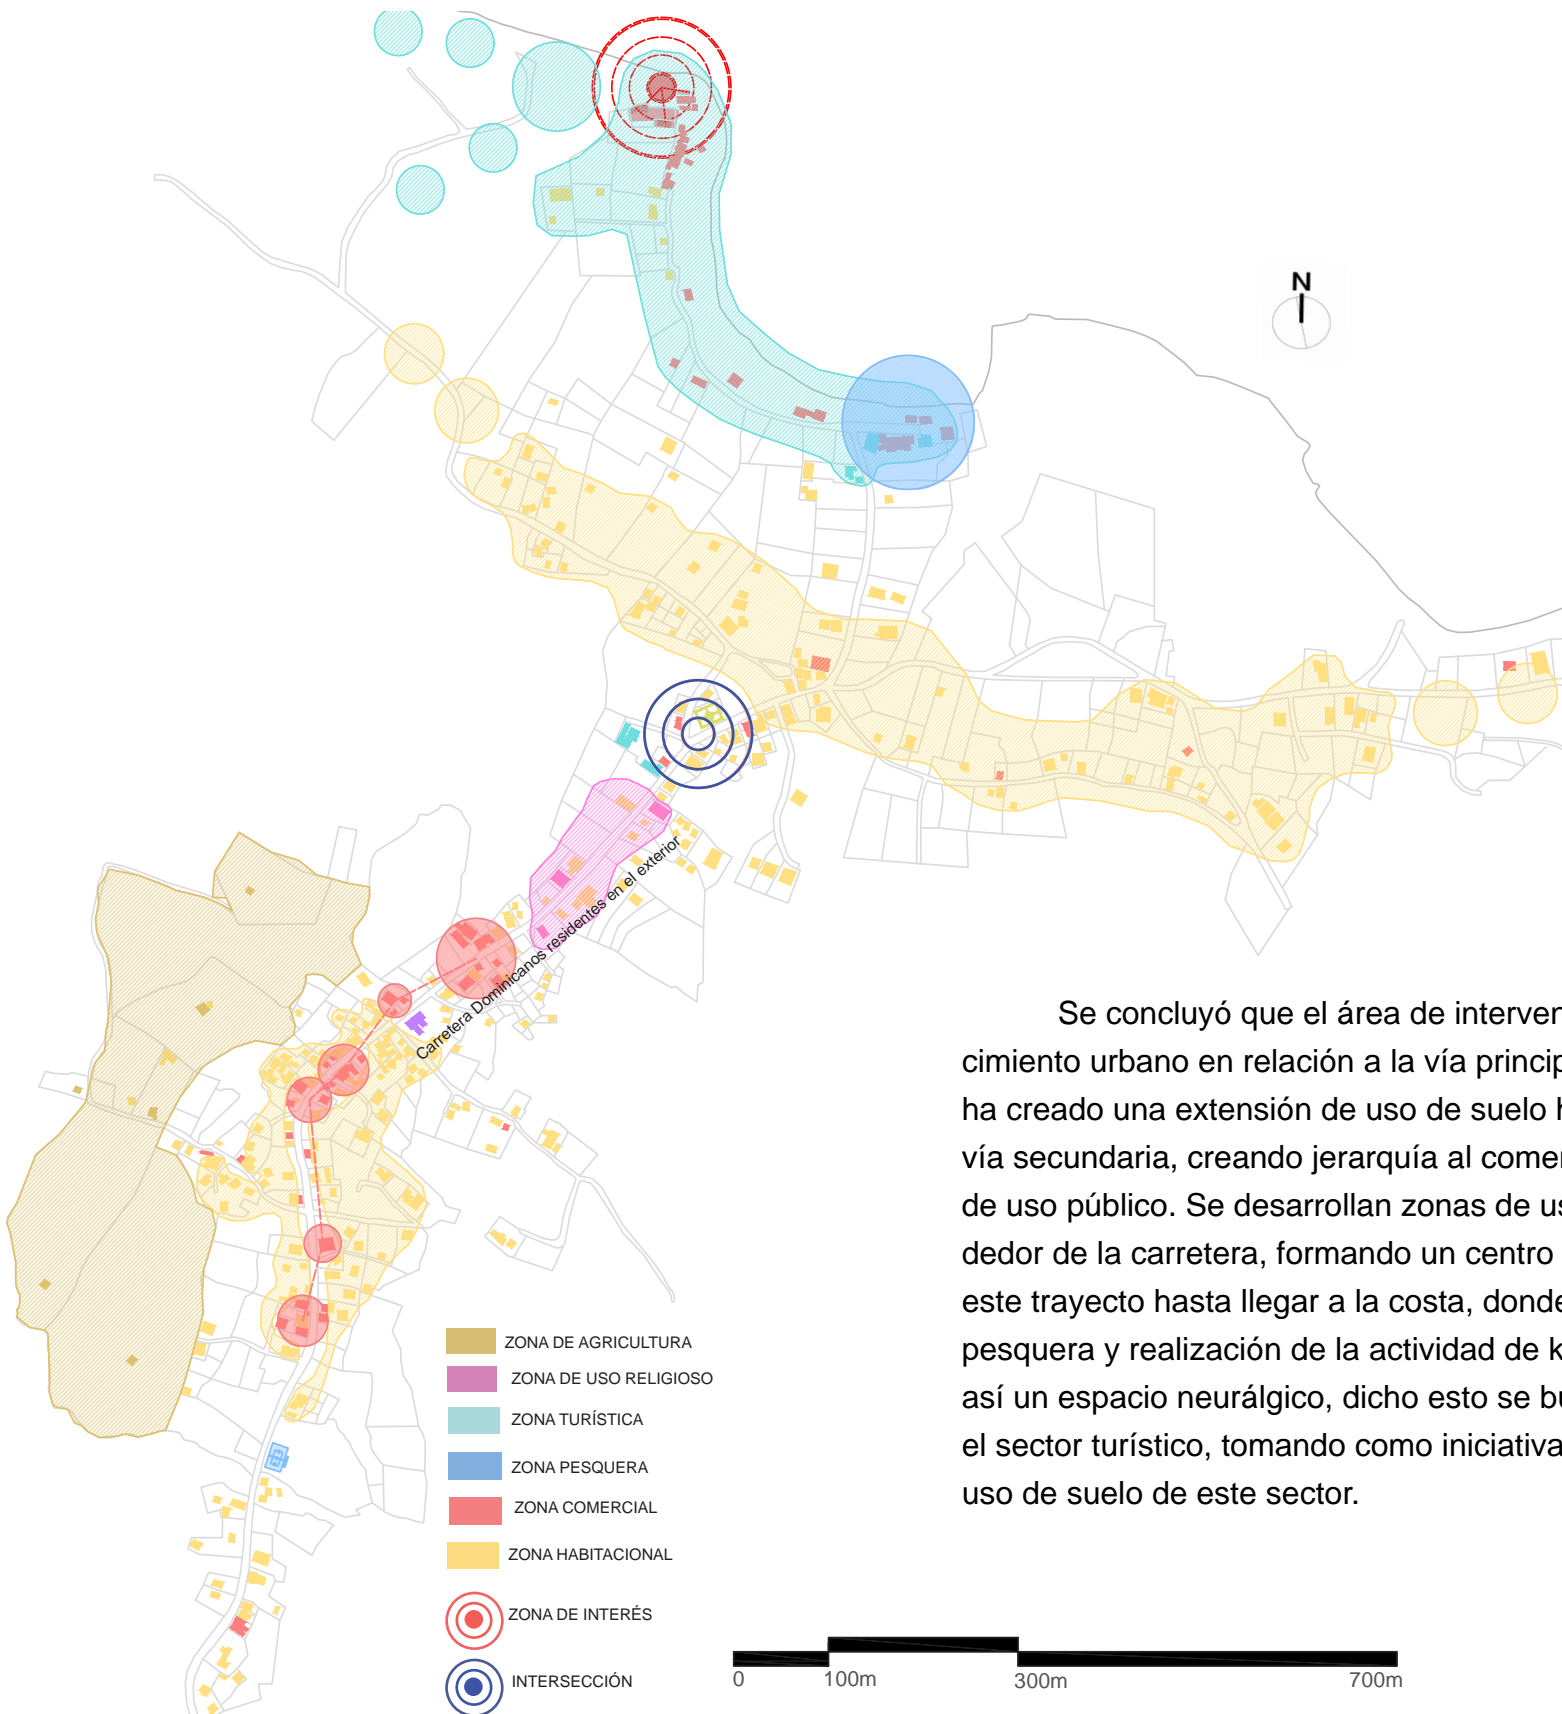 N
Carretera Dominicanos residentes en el exterior
Se concluyó que el área de interven
cimiento urbano en relación a la vía princip
ha creado una extensión de uso de suelo h
vía secundaria, creando jerarquía al comer
de uso público. Se desarrollan zonas de us
dedor de la carretera, formando un centro
este trayecto hasta llegar a la costa, donde
pesquera y realización de la actividad de k
así un espacio neurálgico, dicho esto se bu
el sector turístico, tomando como iniciativa
uso de suelo de este sector.
ZONA DE AGRICULTURA
ZONA DE USO RELIGIOSO
ZONA TURÍSTICA
ZONA PESQUERA
ZONA COMERCIAL
ZONA HABITACIONAL
ZONA DE INTERÉS
INTERSECCIÓN
0 100m 300m 700m